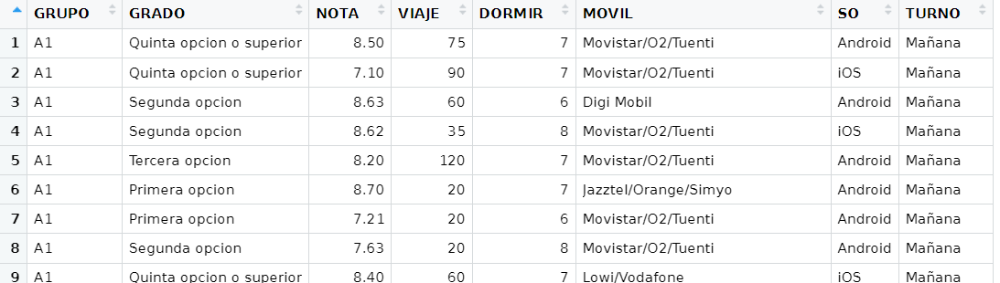 GRUPO GRADO NOTA VIAJE DORMIR MOVIL SO TURNO
1 A1 Quinta opcion o superior 8.50 75 7 Movistar/O2/Tuenti Android Mañana
2 A1 Quinta opcion o superior 7.10 90 7 Movistar/O2/Tuenti iOS Mañana
3 A1 Segunda opcion 8.63 60 6 Digi Mobil Android Mañana
4 A1 Segunda opcion 8.62 35 8 Movistar/O2/Tuenti iOS Mañana
5 A1 Tercera opcion 8.20 120 7 Movistar/O2/Tuenti Android Mañana
6 A1 Primera opcion 8.70 20 7 Jazztel/Orange/Simyo Android Mañana
7 A1 Primera opcion 7.21 20 6 Movistar/O2/Tuenti Android Mañana
8 A1 Segunda opcion 7.63 20 8 Movistar/O2/Tuenti Android Mañana
9 A1 Quinta opcion o superior 8.40 60 7 Lowi/Vodafone iOS Mañana